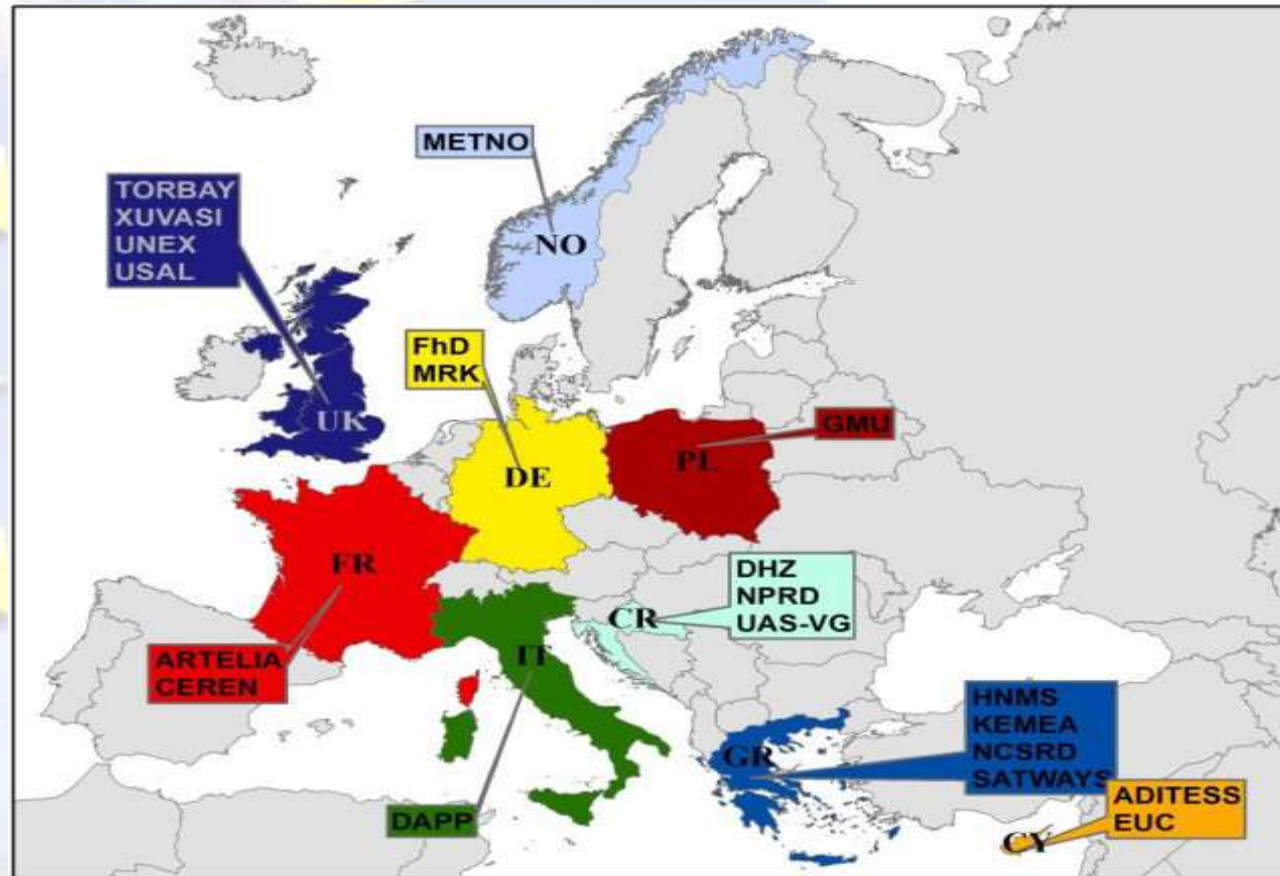 METNO
NO
TORBAY
XUVASI
UNEX
USAL
UK
FhD
MRK
DE
GMU
PL
FR
ARTELIA
CEREN
DHZ
NPRD
UAS-VG
CR
IT
DAPP
HNMS
KEMEA
NCSRD
SATWAYS
GR
ADITESS
EUC
CY